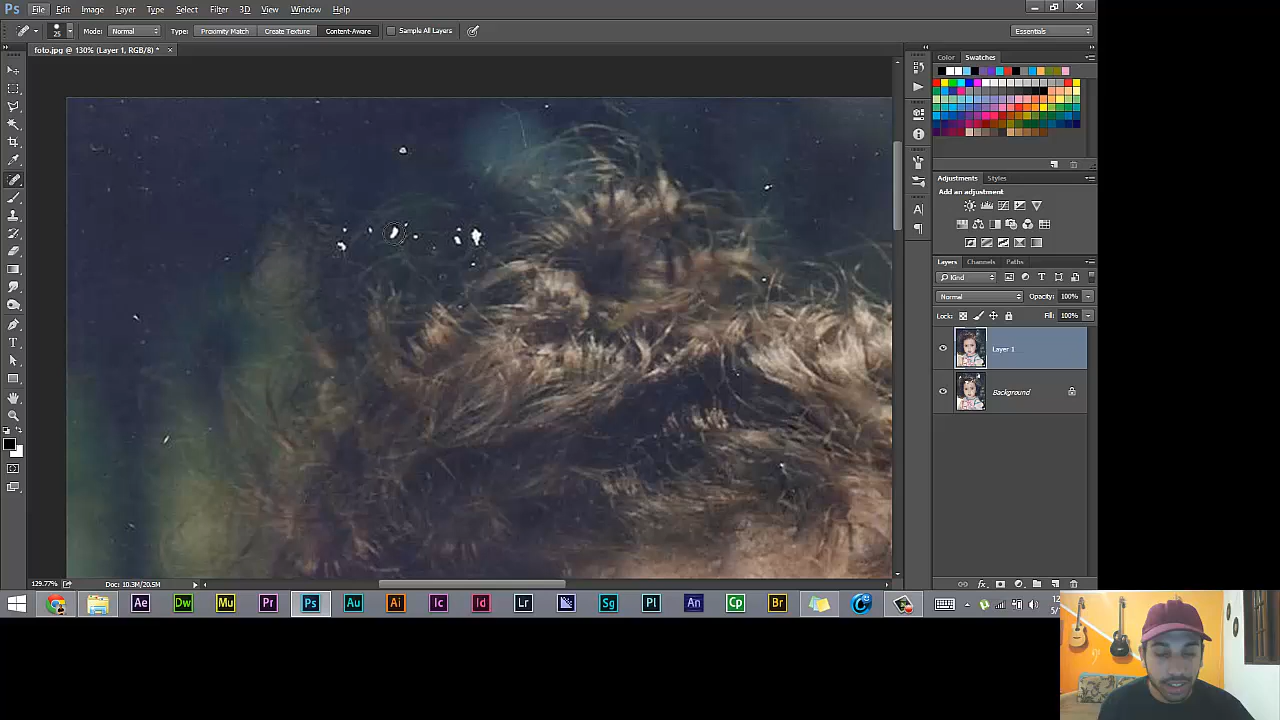 Ps File Edit Image Layer Type Select Filter 3D View Window Help
25 Mode: Normal Type: Proximity Match Create Texture Content-Aware Sample All Layers Essentials
foto.jpg @ 130% (Layer 1, RGB/8) * ×
Color Swatches
Adjustments Styles
Add an adjustment
Layers Channels Paths
Kind
Normal Opacity: 100%
Lock: Fill: 100%
Layer 1
Background
fx
129.77% Doc: 10.3M/20.5M
Ae Dw Mu Pr Ps Au Ai Ic Id Lr Sg Pl An Cp Br